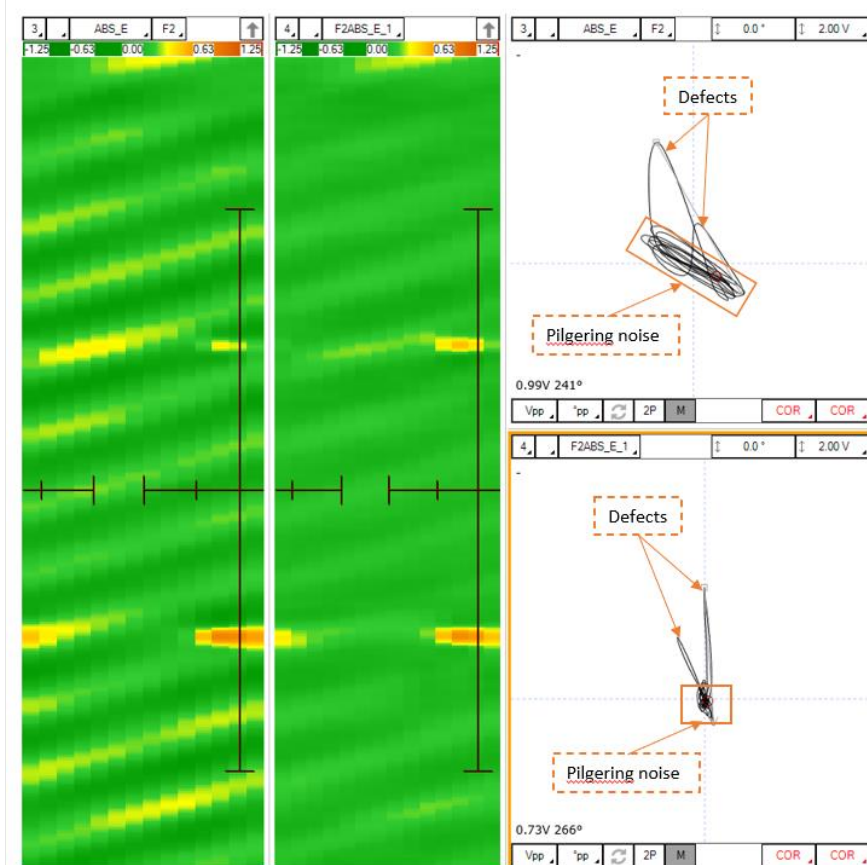 3 ABS_E F2
-1.25 -0.63 0.00 0.63 1.25
4 F2ABS_E_1
-1.25 -0.63 0.00 0.63 1.25
3 ABS_E F2 0.0 ° 2.00 V
-
Defects
Pilgering noise
0.99V 241°
Vpp °pp 2P M COR COR
4 F2ABS_E_1 0.0 ° 2.00 V
-
Defects
Pilgering noise
0.73V 266°
Vpp °pp 2P M COR COR